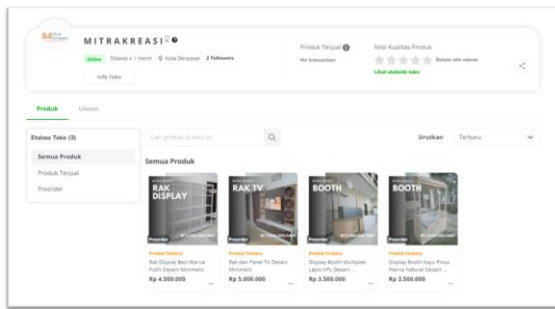 MITRAKREASI
Online Dibalas ± 1 menit Kota Denpasar 2 Followers
Info Toko
Produk Terjual
No transaction
Nilai Kualitas Produk
Belum ada ulasan
Lihat statistik toko
Produk Ulasan
Etalase Toko (3)
Semua Produk
Produk Terjual
Preorder
Cari produk di toko ini
Urutkan Terbaru
Semua Produk
RAK
DISPLAY
Preorder
Produk Terbaru
Rak Display Besi Warna
Putih Desain Minimalis
Rp 4.500.000
RAK TV
Preorder
Produk Terbaru
Rak dan Panel TV Desain
Minimalis
Rp 5.000.000
BOOTH
Preorder
Produk Terbaru
Display Booth Multiplek
Lapis HPL Desain ...
Rp 3.500.000
BOOTH
Preorder
Produk Terbaru
Display Booth Kayu Pinus
Warna Natural Desain ...
Rp 3.500.000